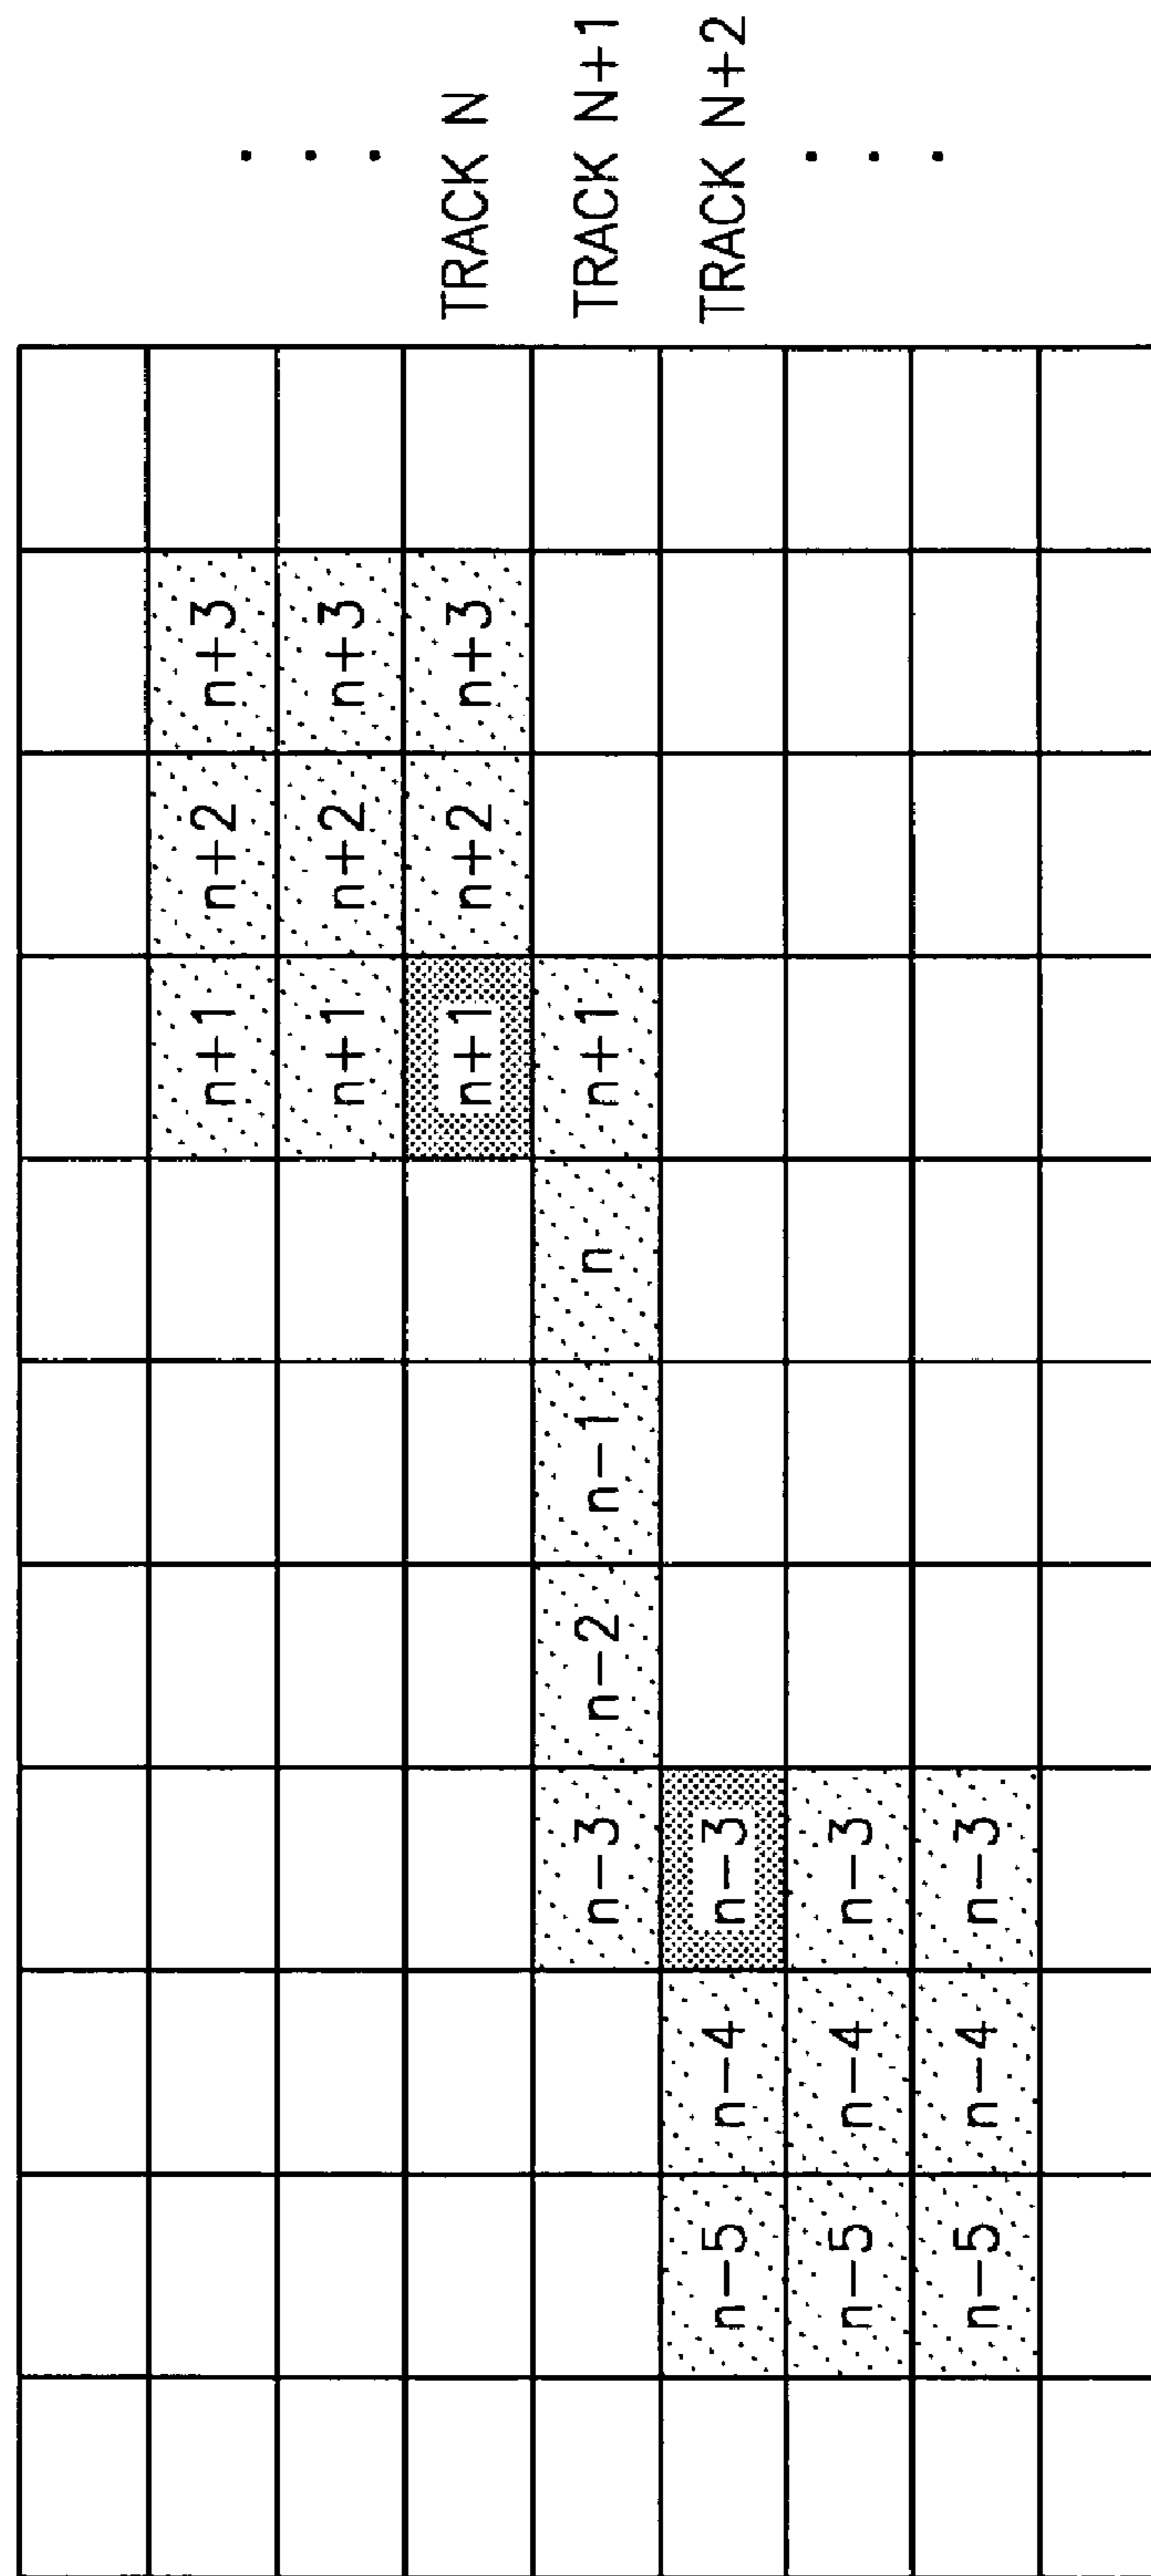 n+1 n+2 n+3
n+1 n+2 n+3
n+1 n+2 n+3 TRACK N
n−3 n−2 n−1 n n+1 TRACK N+1
n−5 n−4 n−3 TRACK N+2
n−5 n−4 n−3
n−5 n−4 n−3